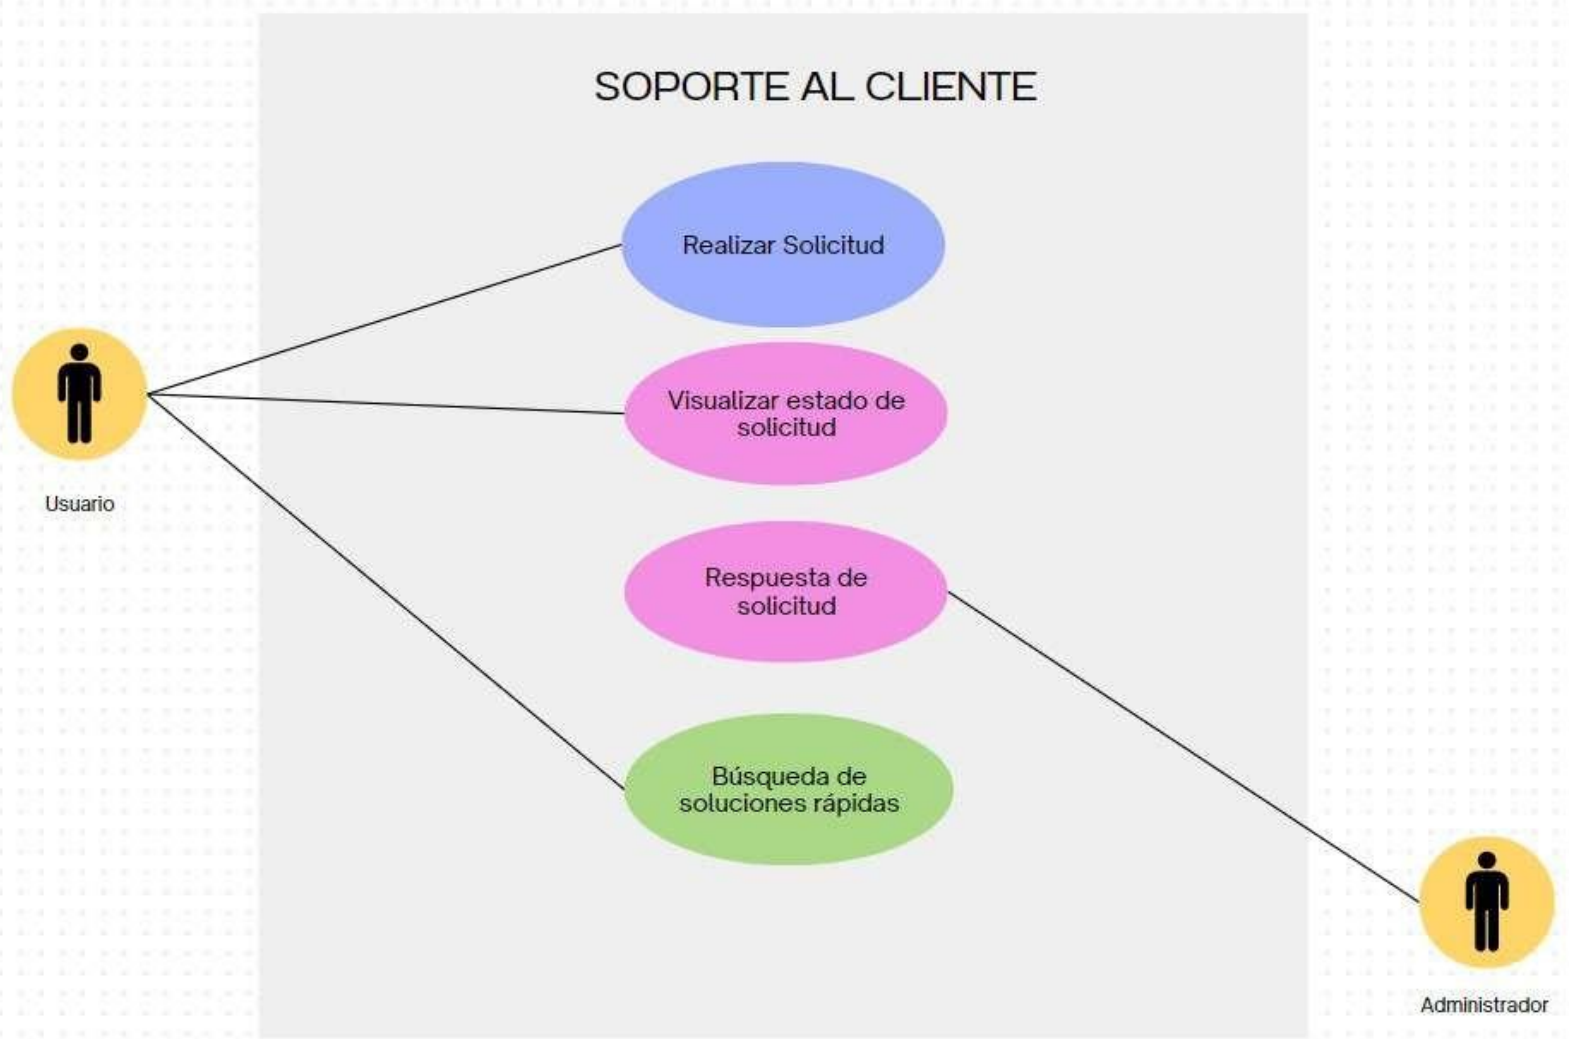 SOPORTE AL CLIENTE
Realizar Solicitud
Visualizar estado de
solicitud
Usuario
Respuesta de
solicitud
Búsqueda de
soluciones rápidas
Administrador